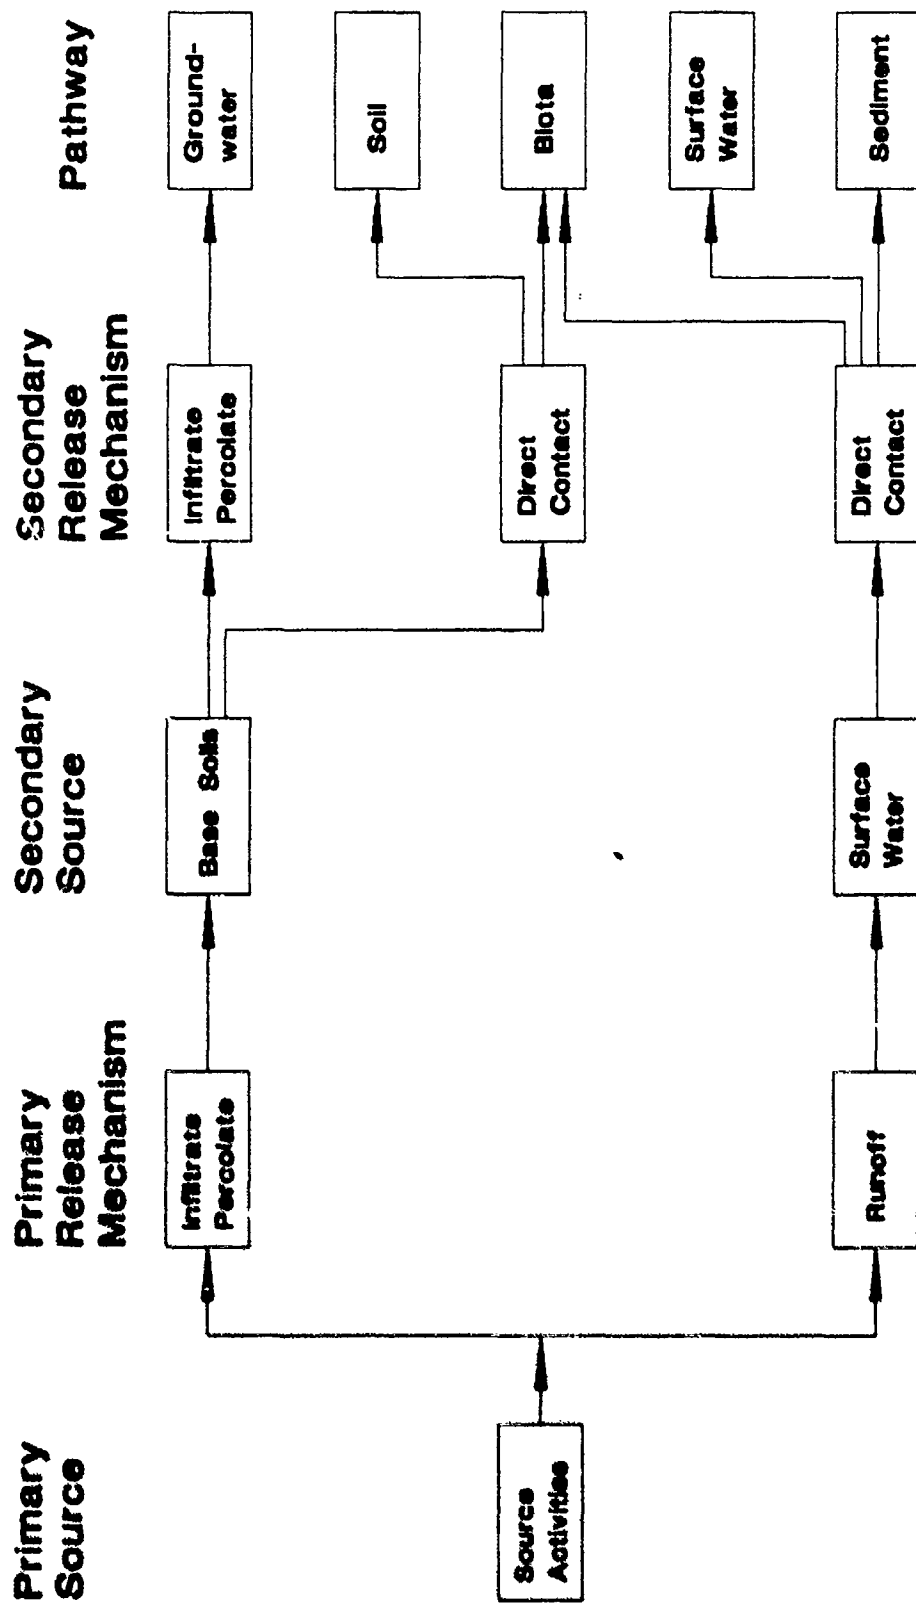 Primary
Source
Primary
Release
Mechanism
Secondary
Source
Secondary
Release
Mechanism
Pathway
Source
Activities
Infiltrate
Percolate
Runoff
Base Soils
Surface
Water
Infiltrate
Percolate
Direct
Contact
Direct
Contact
Ground-
water
Soil
Biota
Surface
Water
Sediment